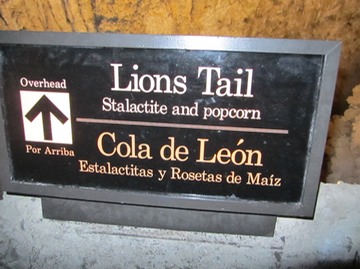 Overhead
Por Arriba
Lions Tail
Stalactite and popcorn
Cola de León
Estalactitas y Rosetas de Maíz